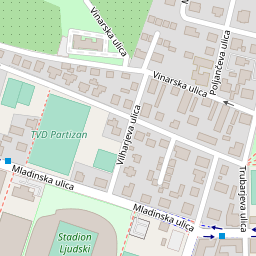 Vinarska ulica
Vinarska ulica
Poljančeva ulica
TVD Partizan
Vilharjeva ulica
Mladinska ulica
Mladinska ulica
Trubarjeva ulica
Stadion
Ljudski